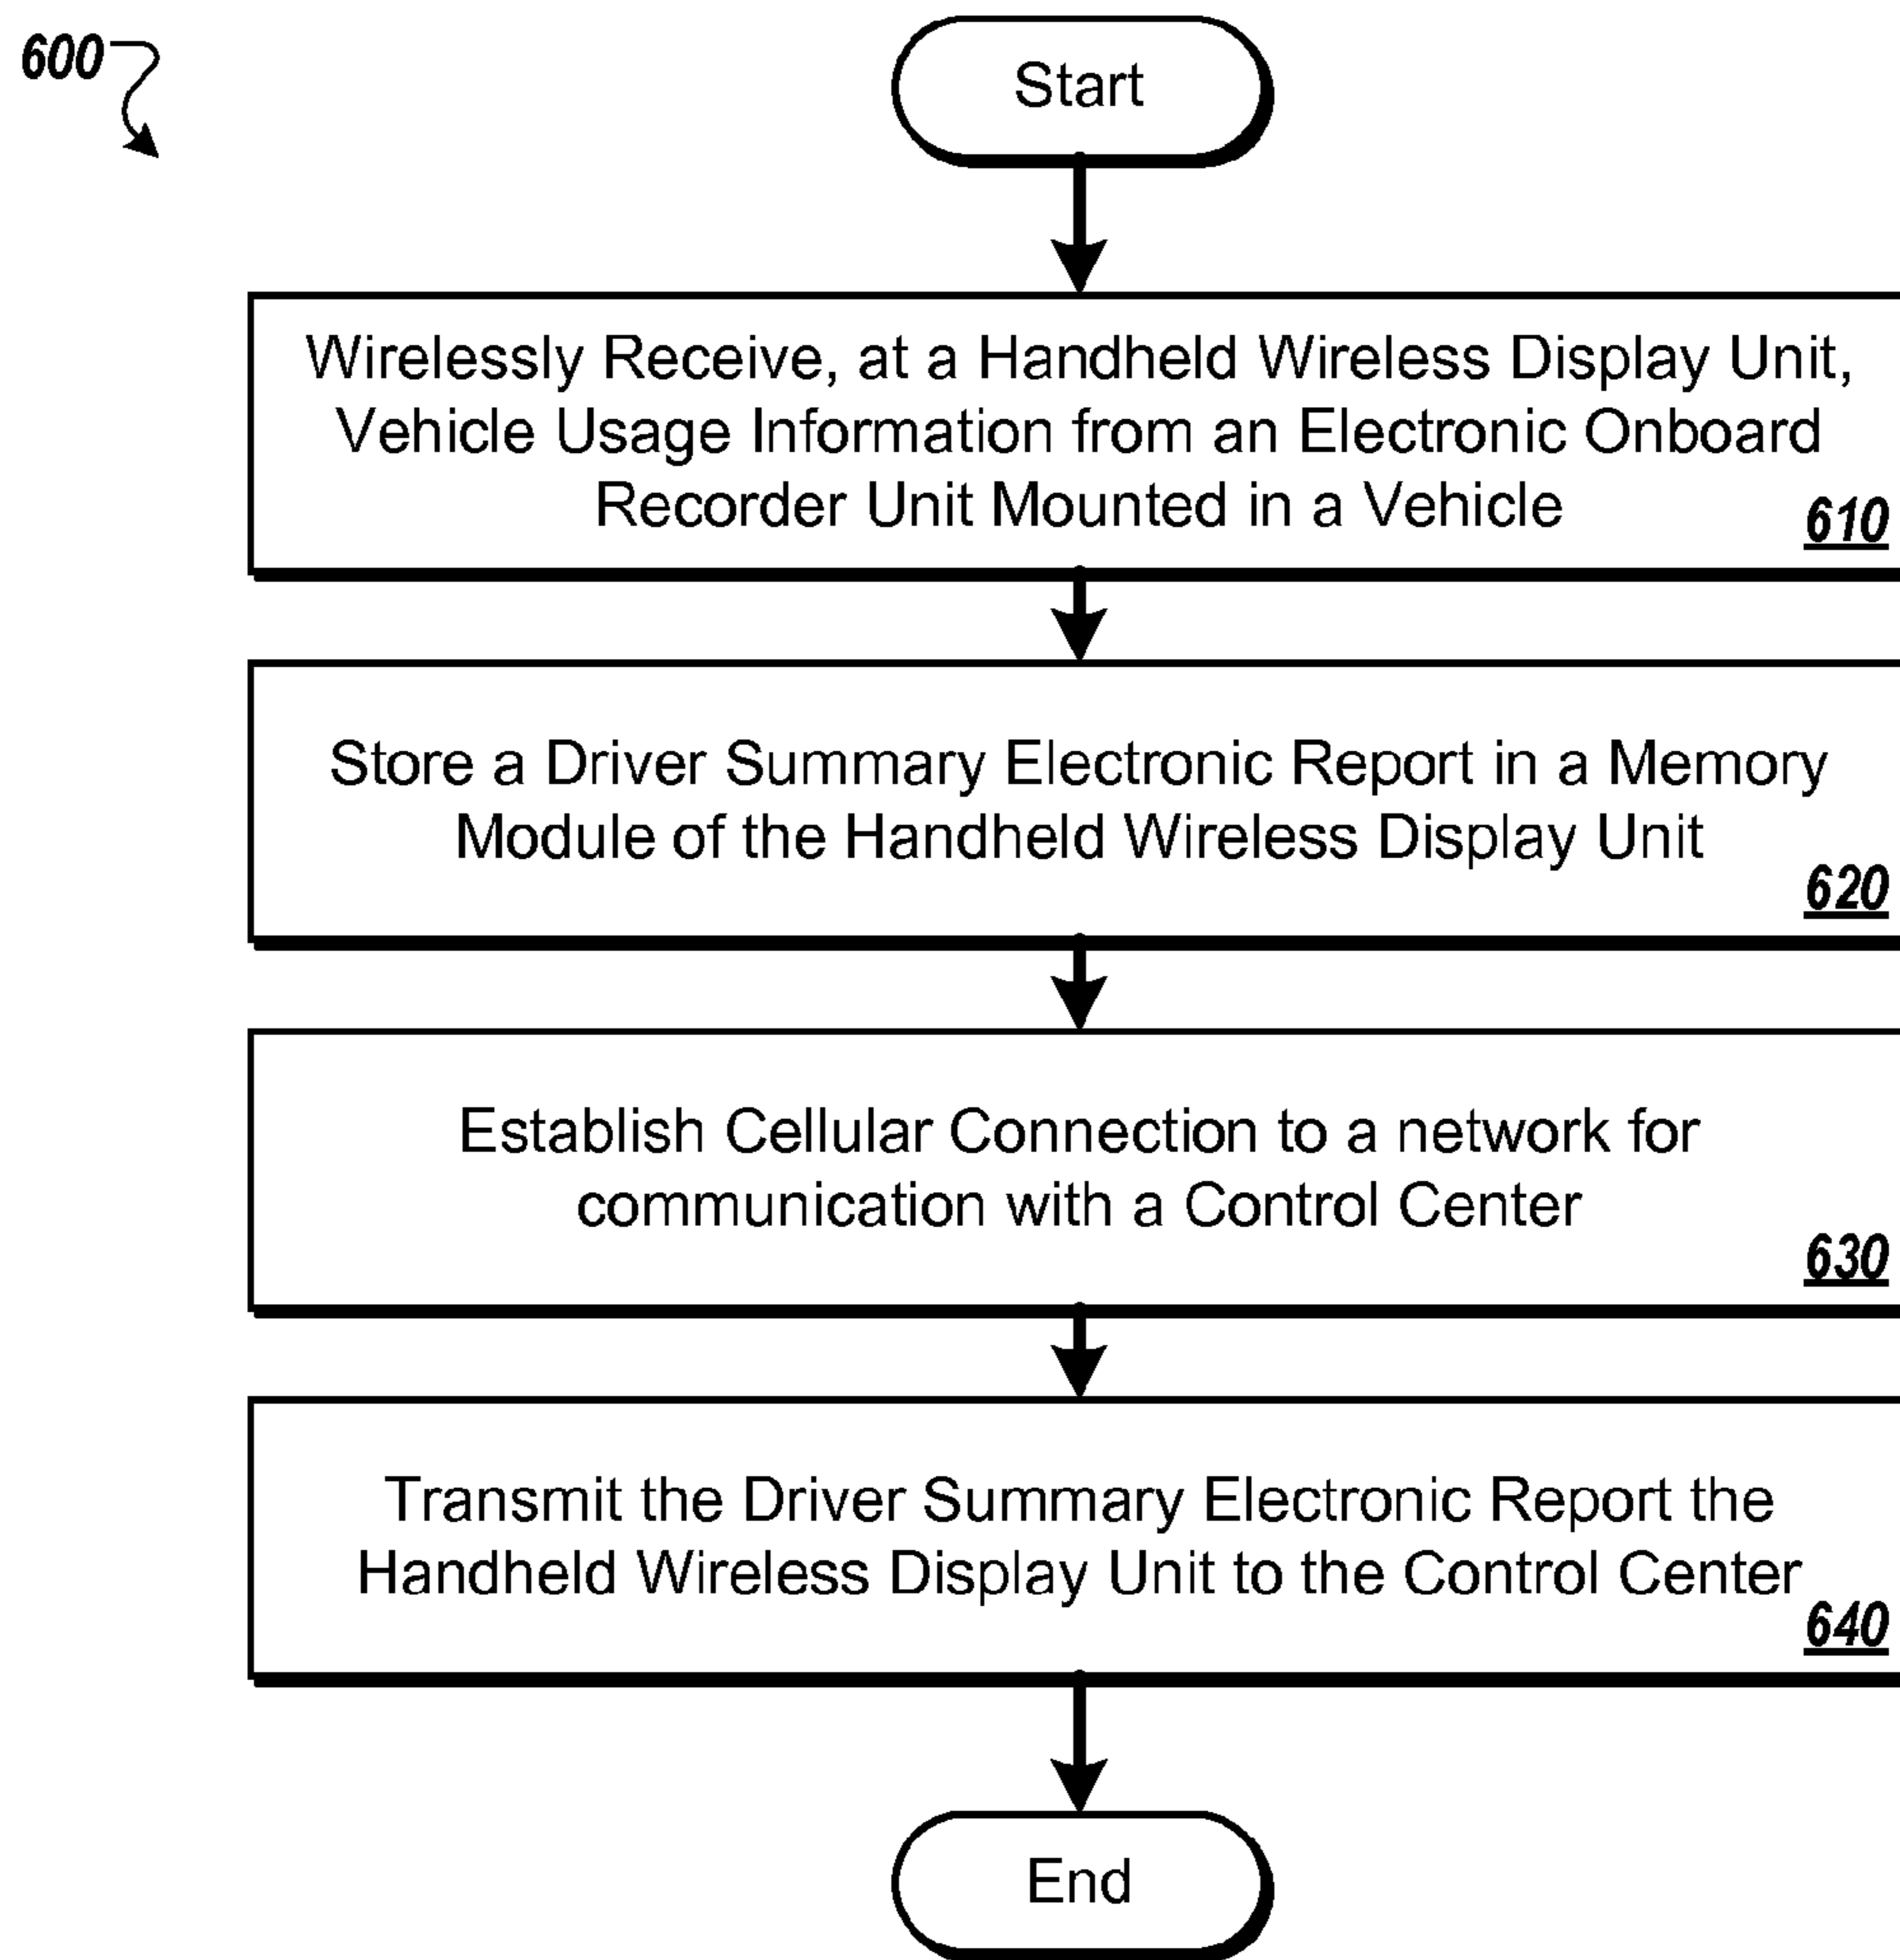 600
Start
Wirelessly Receive, at a Handheld Wireless Display Unit,
Vehicle Usage Information from an Electronic Onboard
Recorder Unit Mounted in a Vehicle
610
Store a Driver Summary Electronic Report in a Memory
Module of the Handheld Wireless Display Unit
620
Establish Cellular Connection to a network for
communication with a Control Center
630
Transmit the Driver Summary Electronic Report the
Handheld Wireless Display Unit to the Control Center
640
End